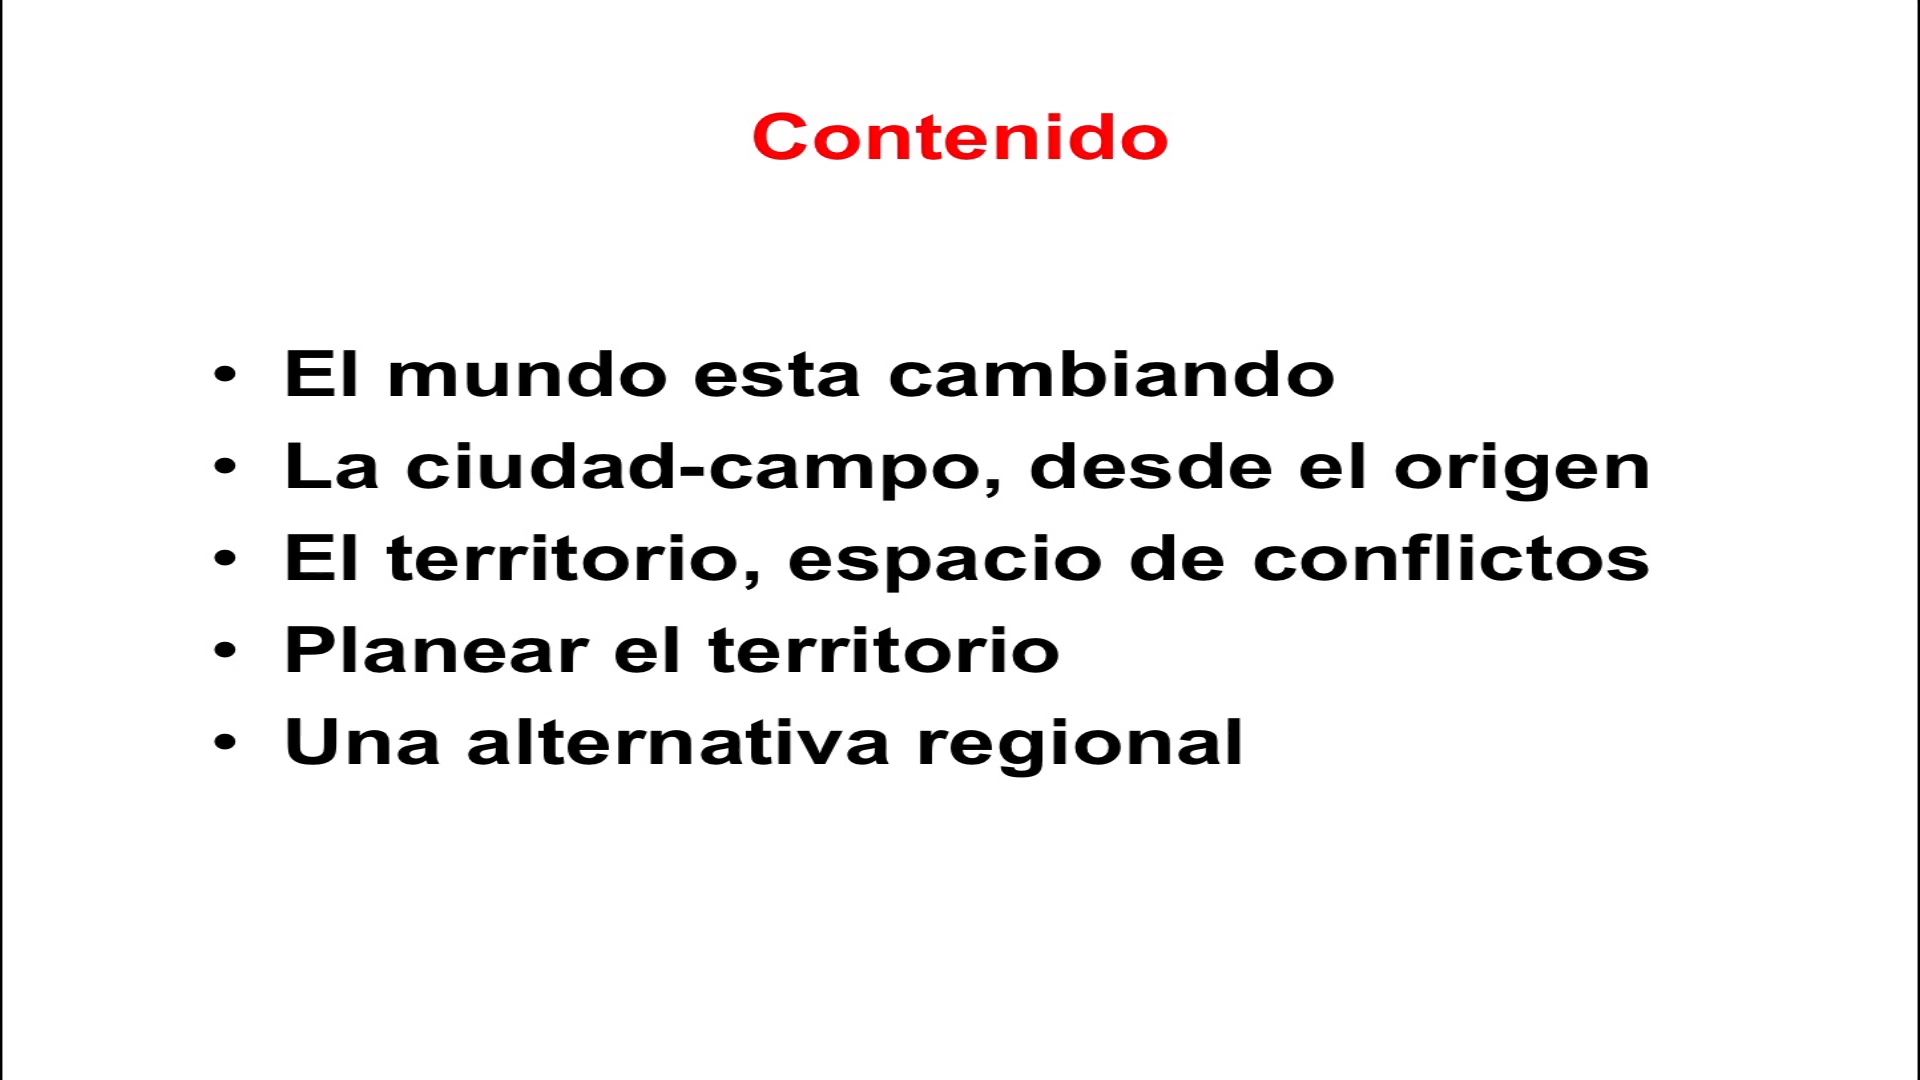 Contenido
• El mundo esta cambiando
• La ciudad-campo, desde el origen
• El territorio, espacio de conflictos
• Planear el territorio
• Una alternativa regional